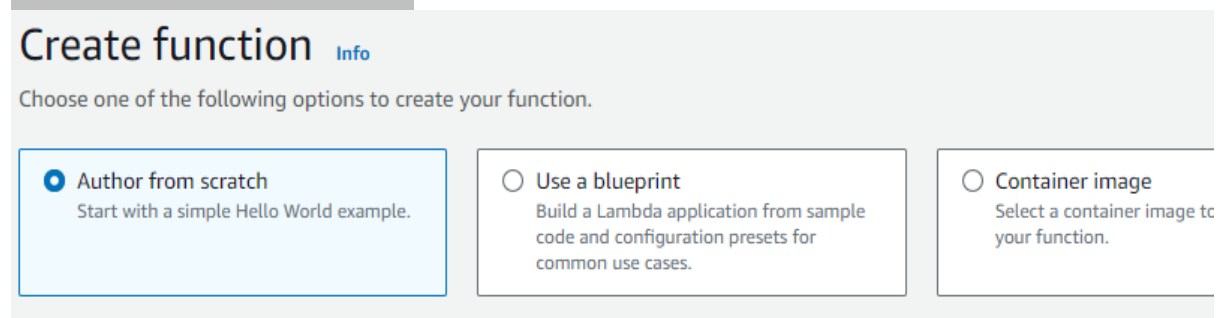 Create function Info
Choose one of the following options to create your function.
Author from scratch
Start with a simple Hello World example.
Use a blueprint
Build a Lambda application from sample
code and configuration presets for
common use cases.
Container image
Select a container image to
your function.